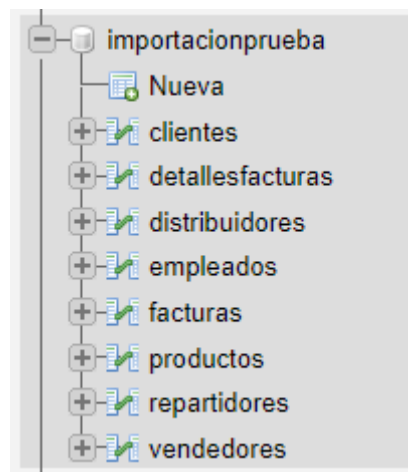 importacionprueba
Nueva
clientes
detallesfacturas
distribuidores
empleados
facturas
productos
repartidores
vendedores